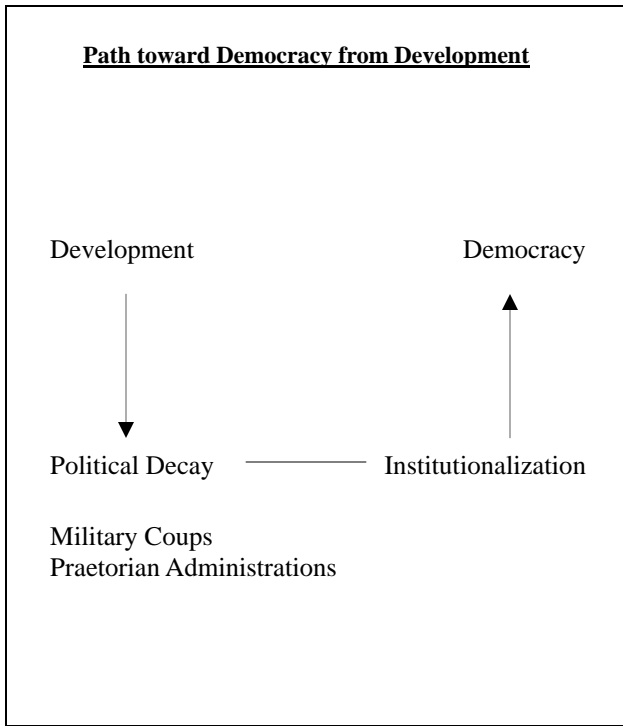 Path toward Democracy from Development
Development Democracy
Political Decay Institutionalization
Military Coups
Praetorian Administrations